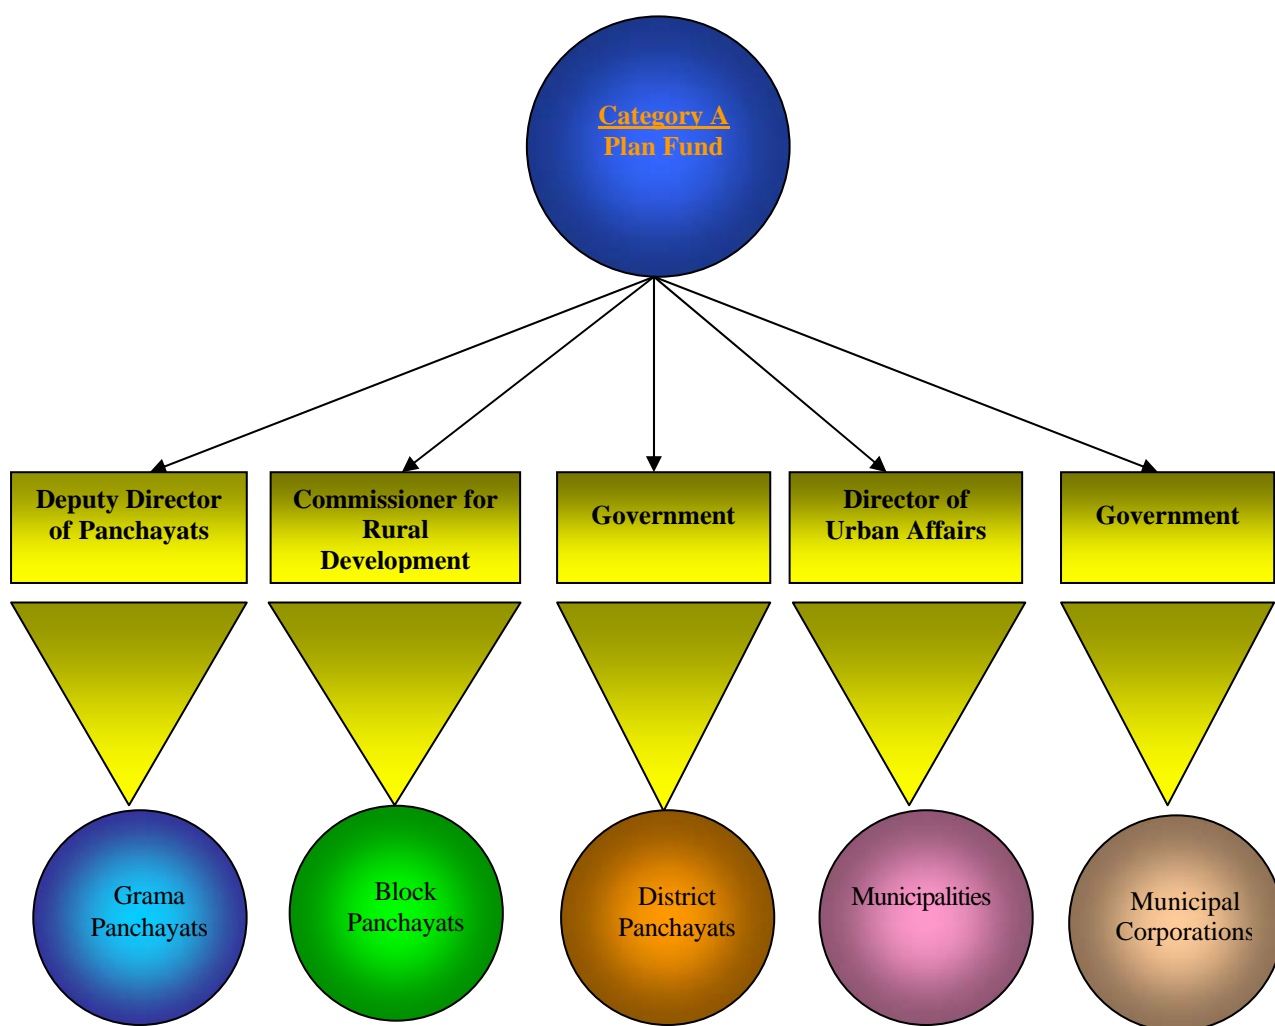 Category A
Plan Fund
Deputy Director
of Panchayats
Commissioner for
Rural
Development
Government
Director of
Urban Affairs
Government
Grama
Panchayats
Block
Panchayats
District
Panchayats
Municipalities
Municipal
Corporations